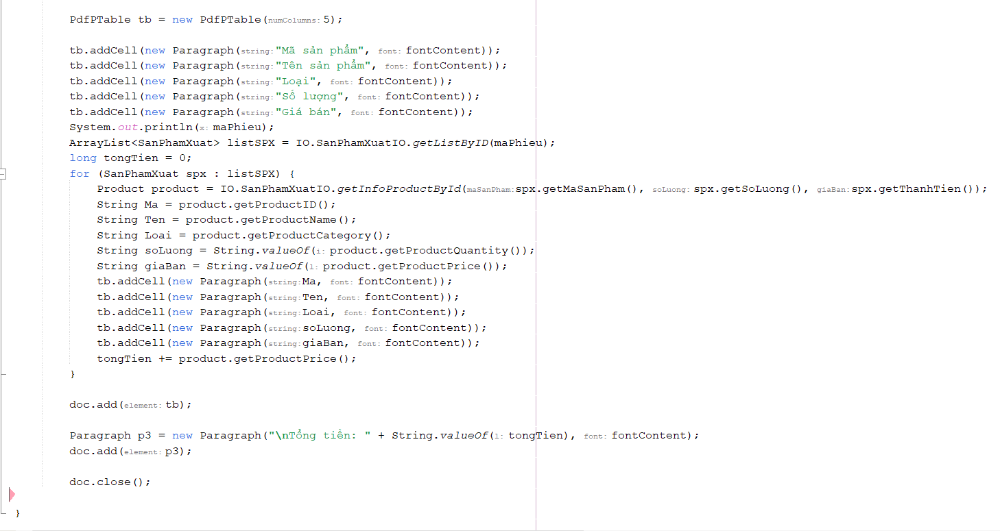 PdfPTable tb = new PdfPTable(numColumns: 5);
tb.addCell(new Paragraph(string: "Mã sản phẩm", font: fontContent));
tb.addCell(new Paragraph(string: "Tên sản phẩm", font: fontContent));
tb.addCell(new Paragraph(string: "Loại", font: fontContent));
tb.addCell(new Paragraph(string: "Số lượng", font: fontContent));
tb.addCell(new Paragraph(string: "Giá bán", font: fontContent));
System.out.println(x: maPhieu);
ArrayList<SanPhamXuat> listSPX = IO.SanPhamXuatIO.getListByID(maPhieu);
long tongTien = 0;
for (SanPhamXuat spx : listSPX) {
Product product = IO.SanPhamXuatIO.getInfoProductById(maSanPham: spx.getMaSanPham(), soLuong: spx.getSoLuong(), giaBan: spx.getThanhTien());
String Ma = product.getProductID();
String Ten = product.getProductName();
String Loai = product.getProductCategory();
String soLuong = String.valueOf(i: product.getProductQuantity());
String giaBan = String.valueOf(l: product.getProductPrice());
tb.addCell(new Paragraph(string: Ma, font: fontContent));
tb.addCell(new Paragraph(string: Ten, font: fontContent));
tb.addCell(new Paragraph(string: Loai, font: fontContent));
tb.addCell(new Paragraph(string: soLuong, font: fontContent));
tb.addCell(new Paragraph(string: giaBan, font: fontContent));
tongTien += product.getProductPrice();
}
doc.add(element: tb);
Paragraph p3 = new Paragraph("\nTổng tiền: " + String.valueOf(l: tongTien), font: fontContent);
doc.add(element: p3);
doc.close();
}